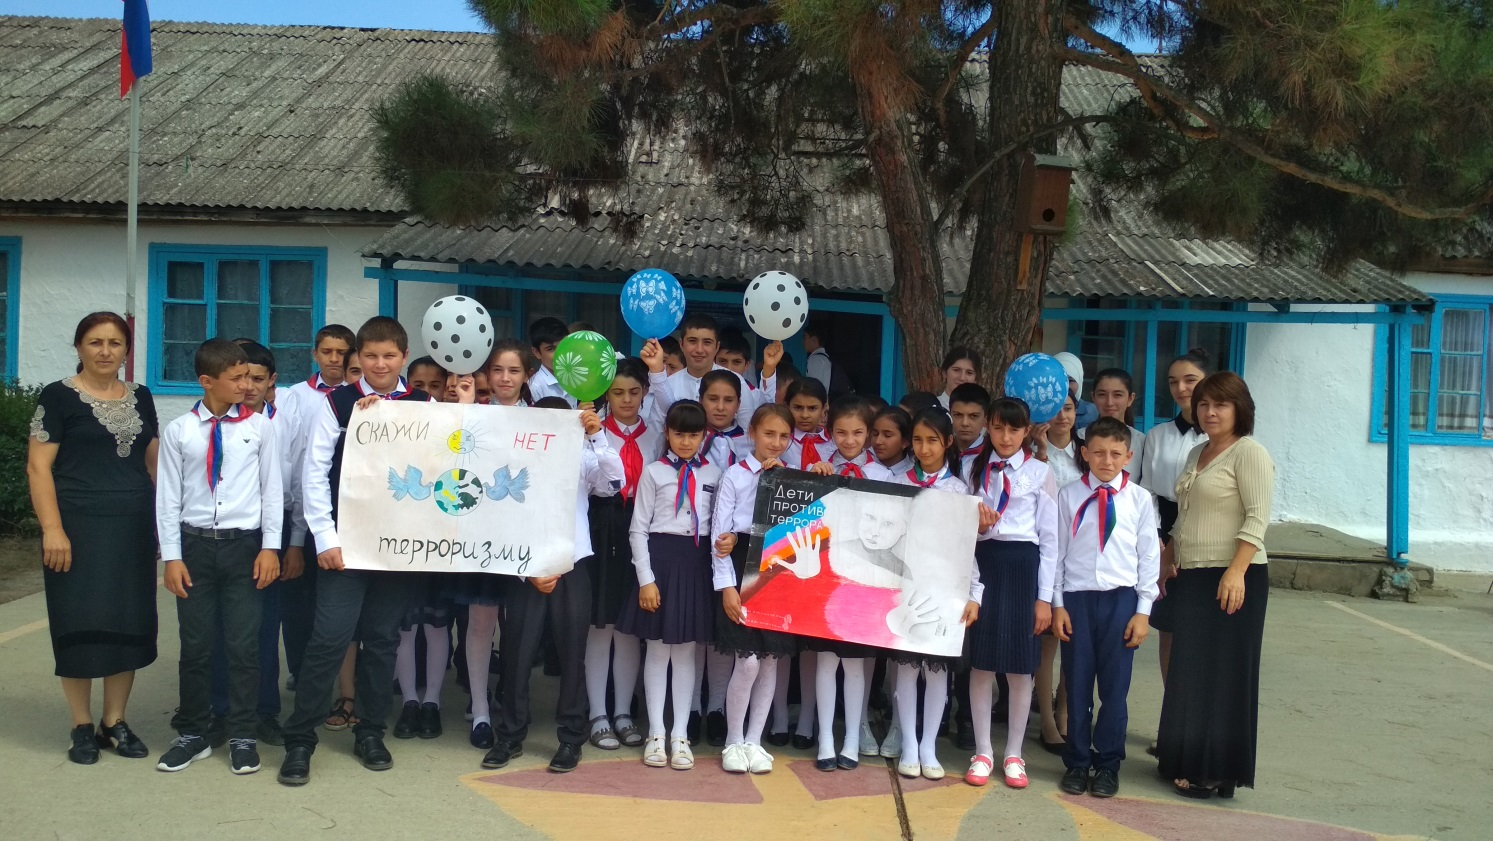 СКАЖИ НЕТ
терроризму
Дети
против
террора